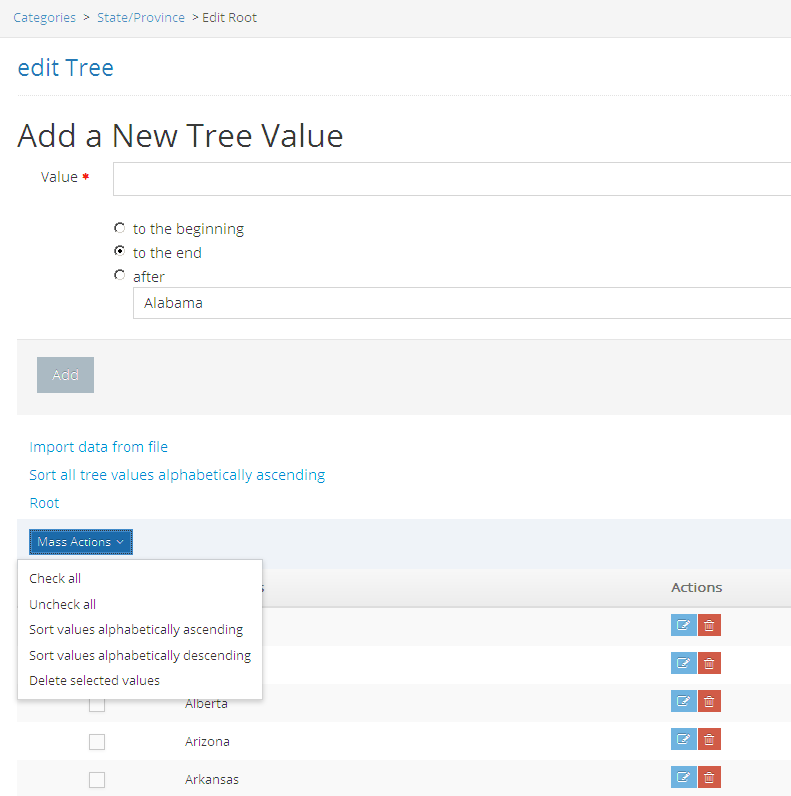 Categories > State/Province > Edit Root
edit Tree
Add a New Tree Value
Value *
to the beginning
to the end
after
Alabama
Add
Import data from file
Sort all tree values alphabetically ascending
Root
Mass Actions
Check all
Uncheck all
Sort values alphabetically ascending
Sort values alphabetically descending
Delete selected values
Actions
Alberta
Arizona
Arkansas